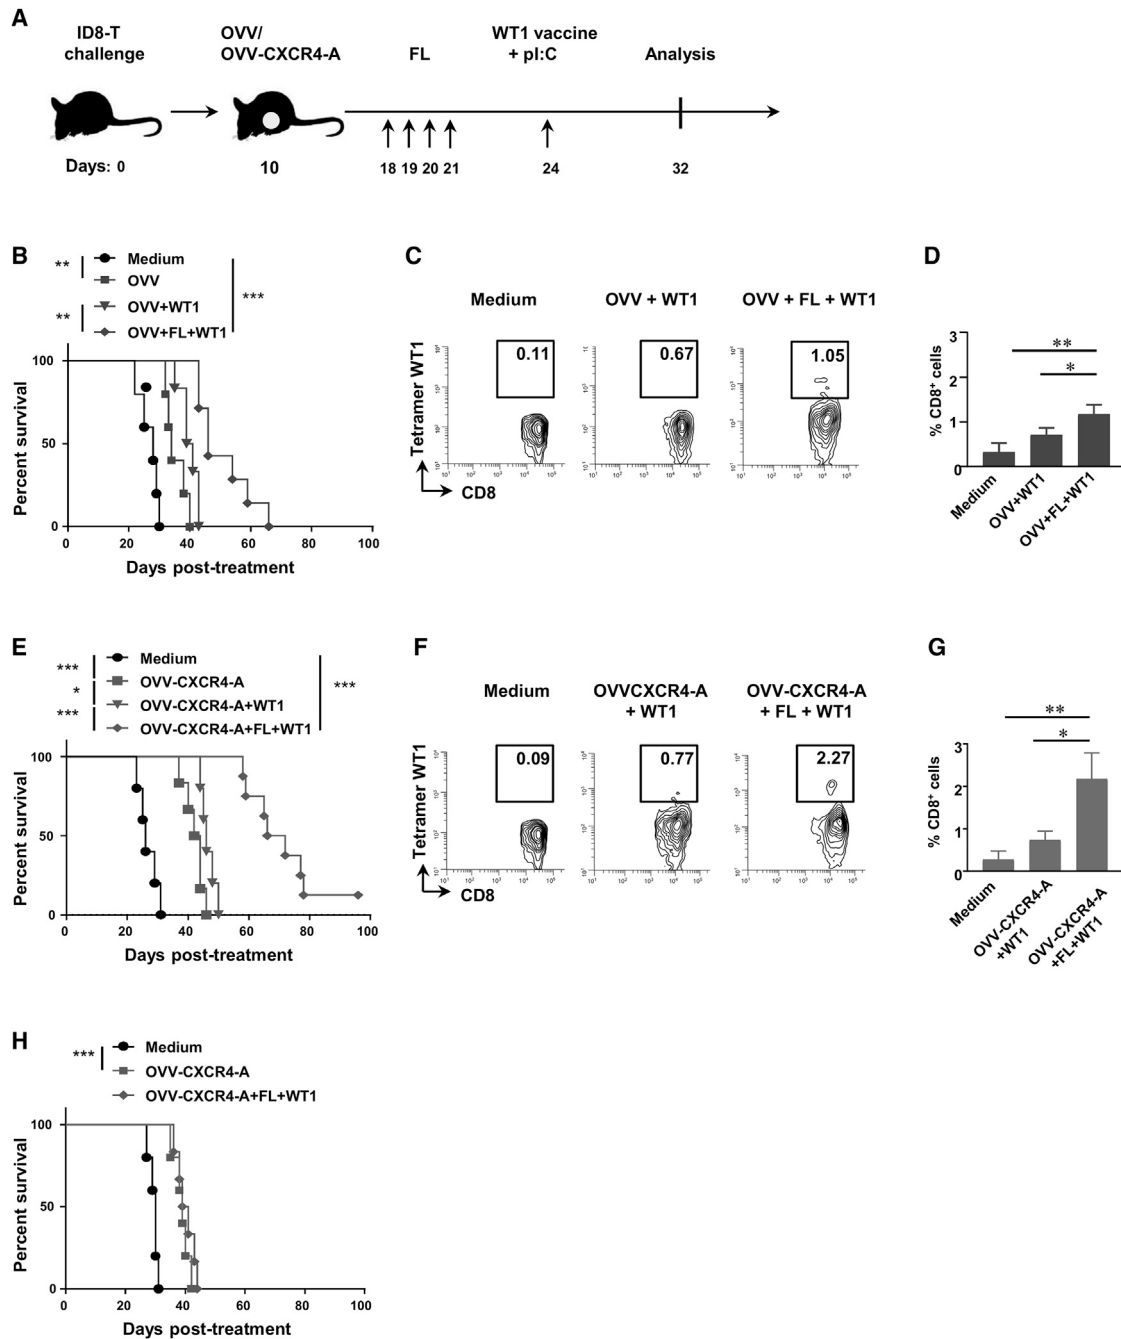 A
ID8-T
challenge
OVV/
OVV-CXCR4-A
FL
WT1 vaccine
+ pI:C
Analysis
Days: 0
10
18 19 20 21
24
32
B
** Medium
OVV
** OVV+WT1
OVV+FL+WT1
***
Percent survival
100
50
0
0 20 40 60 80 100
Days post-treatment
C
Medium
OVV + WT1
OVV + FL + WT1
Tetramer WT1
0.11
0.67
1.05
CD8
D
% CD8+ cells
3
2
1
0
**
*
Medium
OVV+WT1
OVV+FL+WT1
E
*** Medium
* OVV-CXCR4-A
*** OVV-CXCR4-A+WT1
OVV-CXCR4-A+FL+WT1
***
Percent survival
100
50
0
0 20 40 60 80 100
Days post-treatment
F
Medium
OVVCXCR4-A
+ WT1
OVV-CXCR4-A
+ FL + WT1
Tetramer WT1
0.09
0.77
2.27
CD8
G
% CD8+ cells
3
2
1
0
**
*
Medium
OVV-CXCR4-A
+WT1
OVV-CXCR4-A
+FL+WT1
H
*** Medium
OVV-CXCR4-A
OVV-CXCR4-A+FL+WT1
Percent survival
100
50
0
0 20 40 60 80 100
Days post-treatment